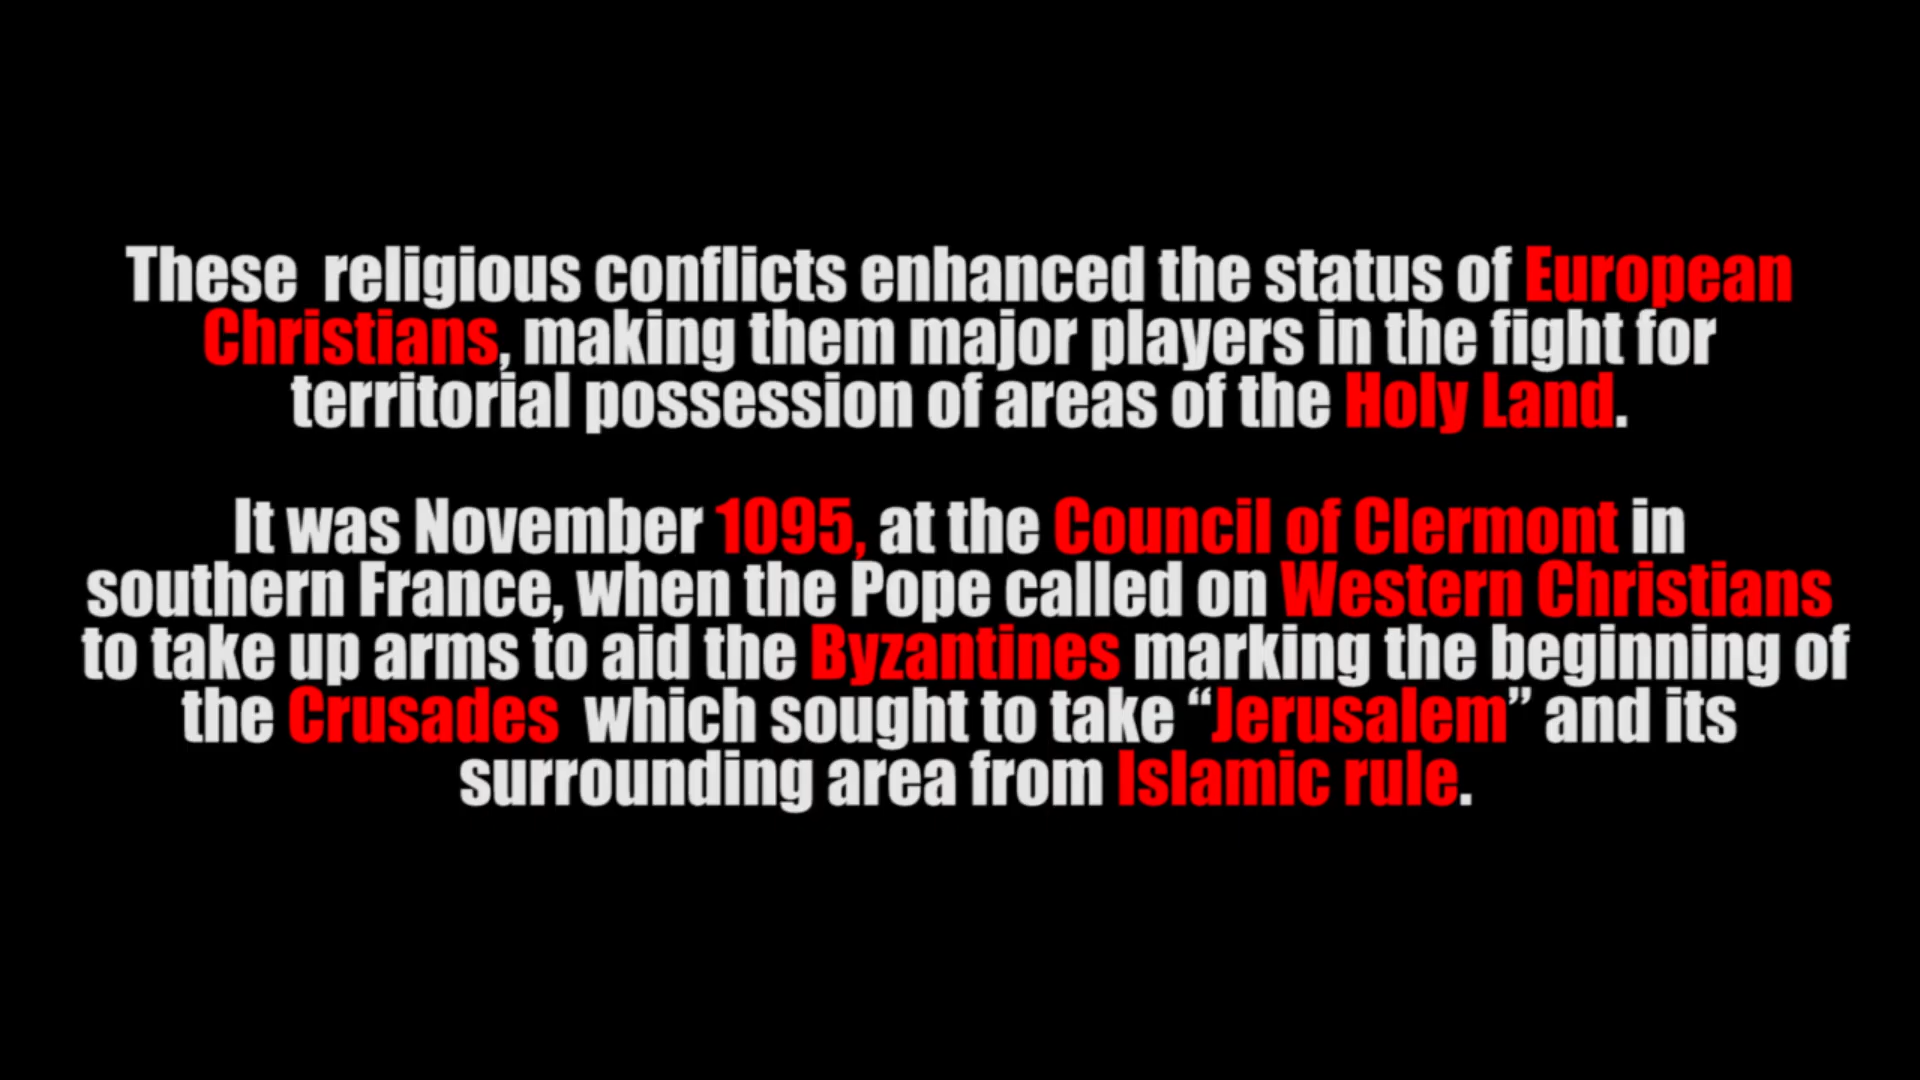 These  religious conflicts enhanced the status of European
Christians, making them major players in the fight for
territorial possession of areas of the Holy Land.
It was November 1095, at the Council of Clermont in
southern France, when the Pope called on Western Christians
to take up arms to aid the Byzantines marking the beginning of
the Crusades  which sought to take “Jerusalem” and its
surrounding area from Islamic rule.